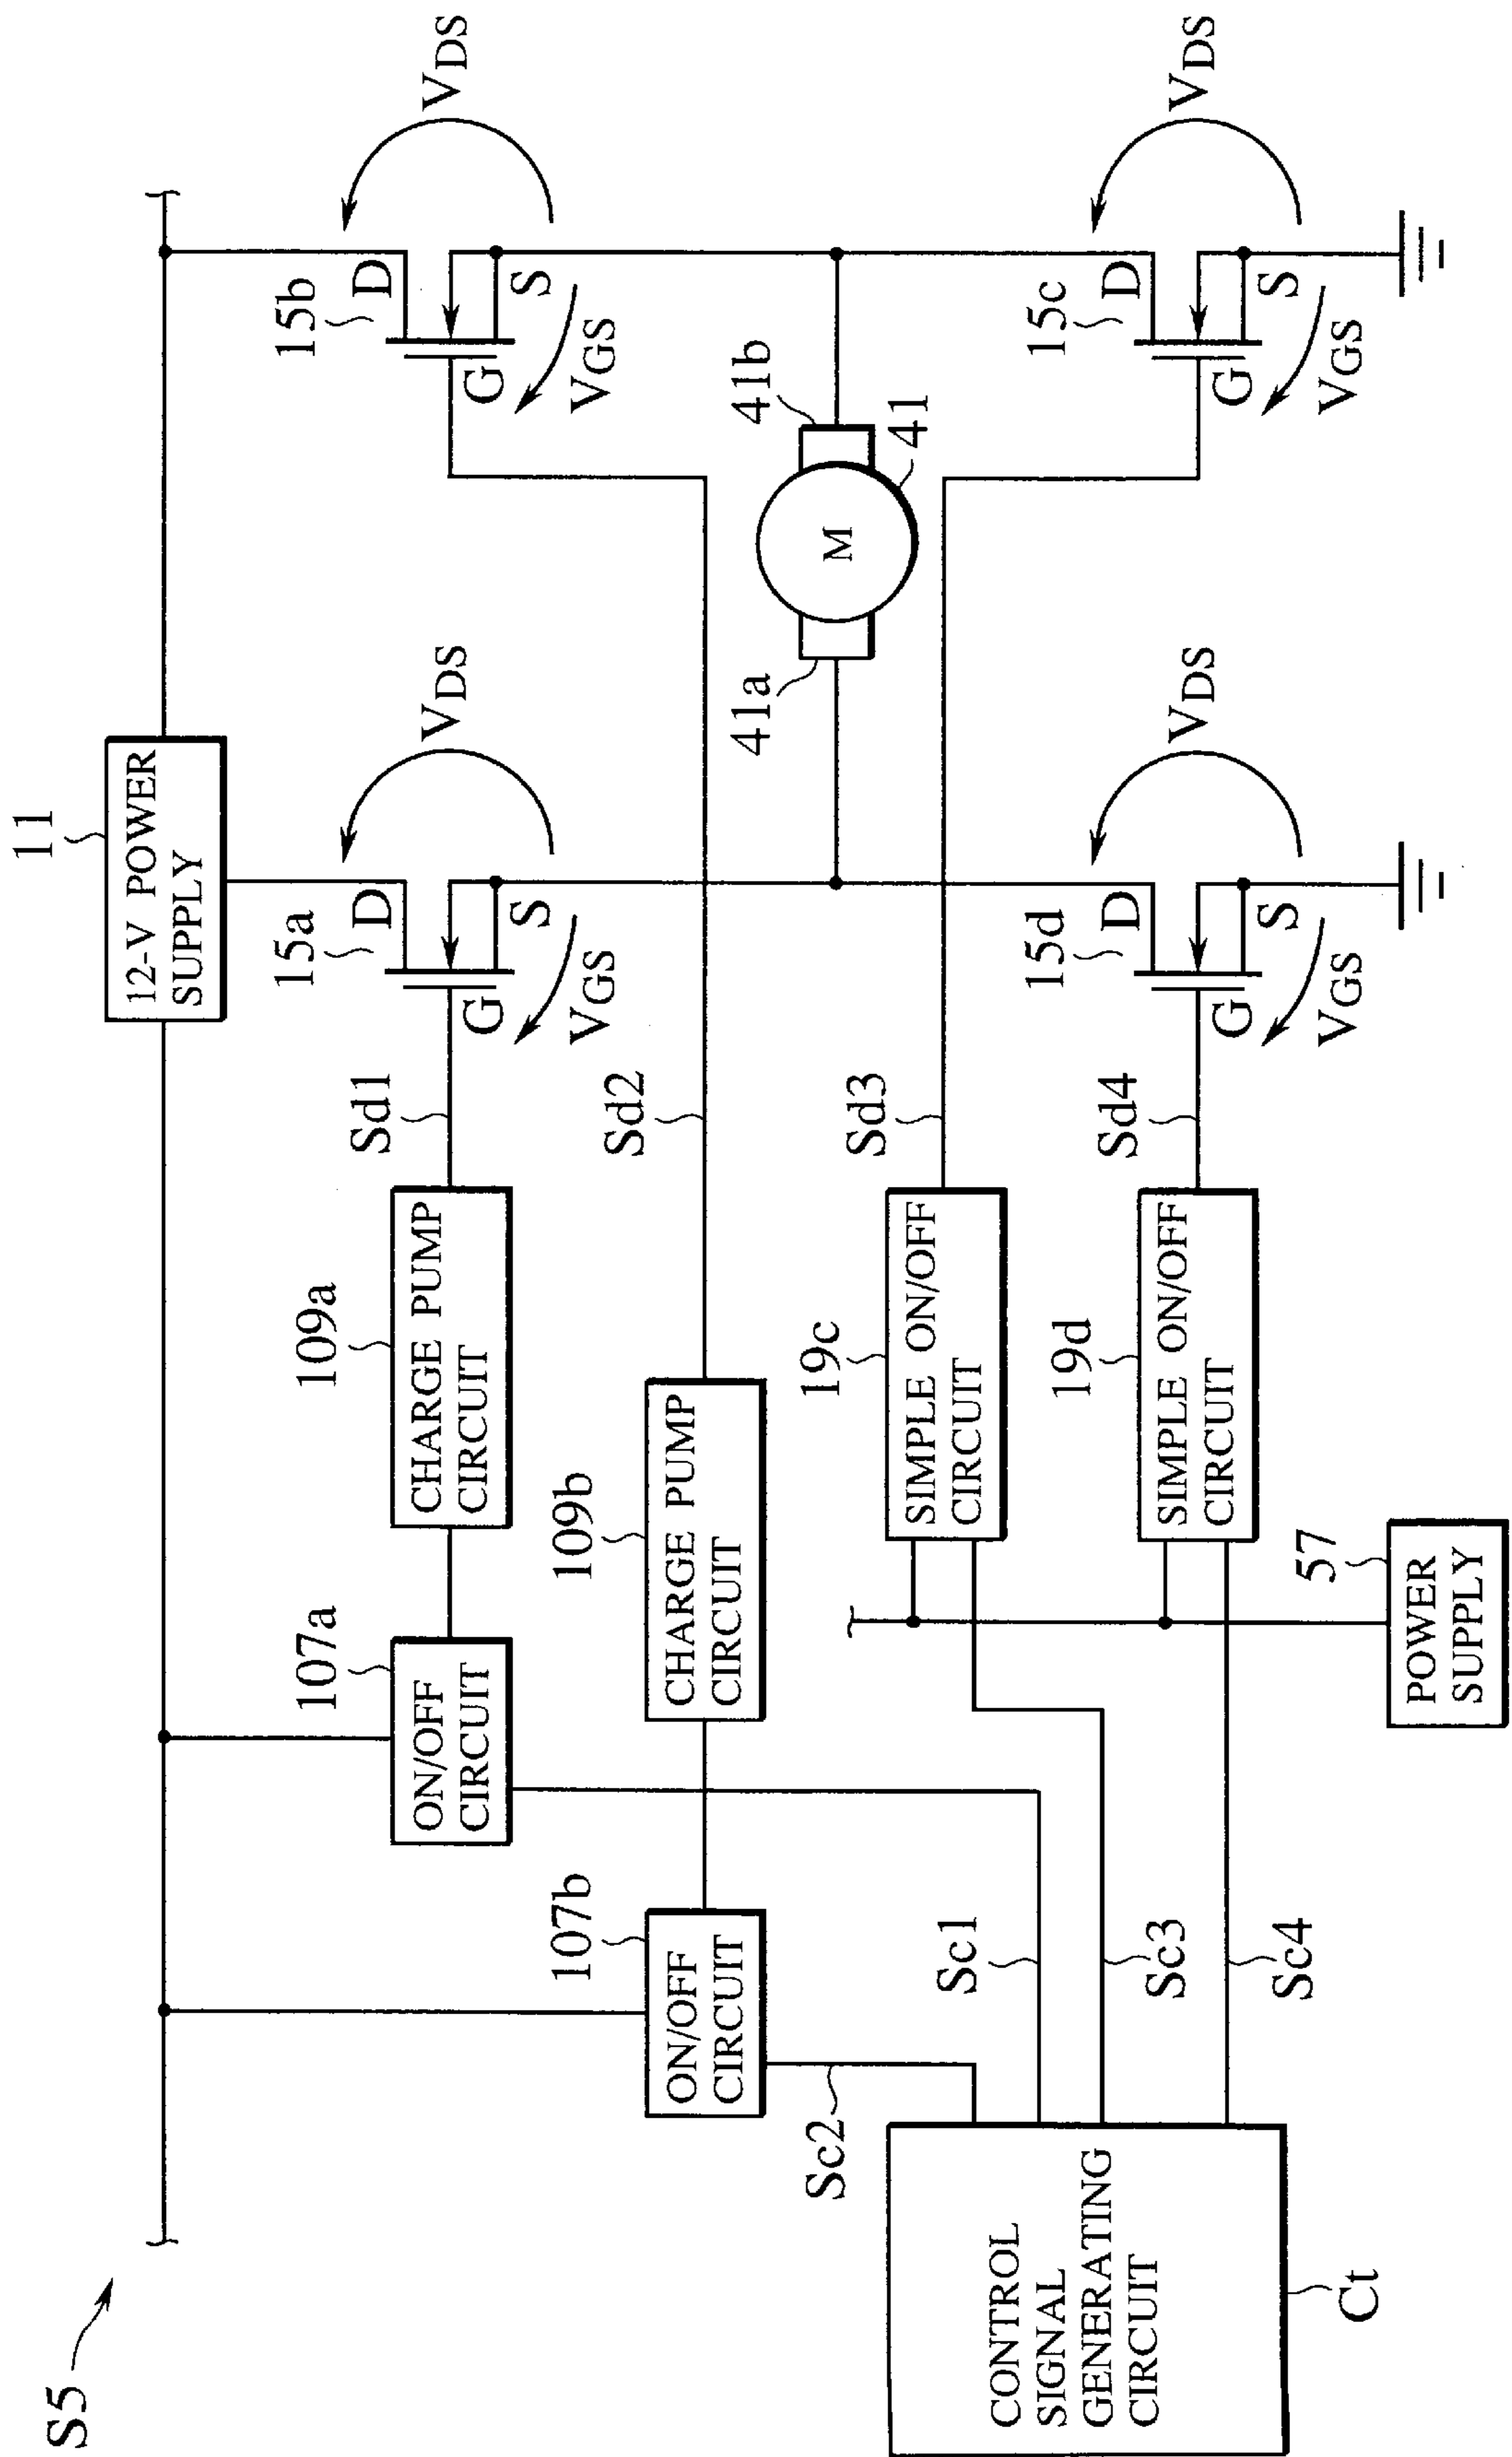 S5
11
12-V POWER
SUPPLY
107b
ON/OFF
CIRCUIT
107a
ON/OFF
CIRCUIT
109a
CHARGE PUMP
CIRCUIT
Sd1
15a
D
G
S
VGS
VDS
15b
D
G
S
VGS
VDS
109b
CHARGE PUMP
CIRCUIT
Sd2
Sc2
41a
M
41b
41
CONTROL
SIGNAL
GENERATING
CIRCUIT
Ct
Sc1
Sc3
Sc4
19c
SIMPLE ON/OFF
CIRCUIT
Sd3
15c
D
G
S
VGS
VDS
19d
SIMPLE ON/OFF
CIRCUIT
Sd4
15d
D
G
S
VGS
VDS
57
POWER
SUPPLY